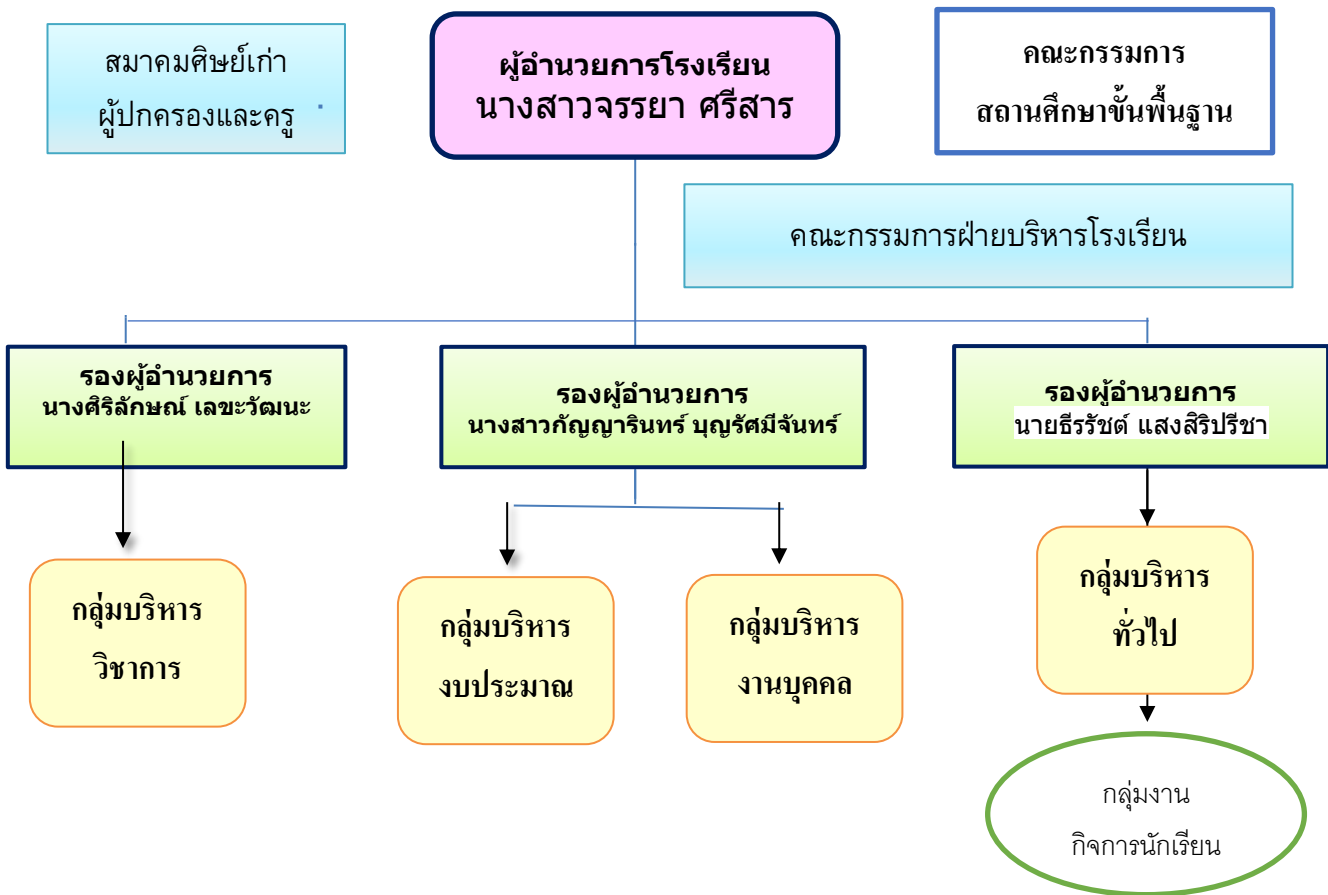 สมาคมศิษย์เก่า
ผู้ปกครองและครู
ผู้อำนวยการโรงเรียน
นางสาวจรรยา ศรีสาร
คณะกรรมการ
สถานศึกษาขั้นพื้นฐาน
คณะกรรมการฝ่ายบริหารโรงเรียน
รองผู้อำนวยการ
นางศิริลักษณ์ เลขะวัฒนะ
รองผู้อำนวยการ
นางสาวกัญญารินทร์ บุญรัศมีจันทร์
รองผู้อำนวยการ
นายธีรรัชต์ แสงสิริปรีชา
กลุ่มบริหาร
วิชาการ
กลุ่มบริหาร
งบประมาณ
กลุ่มบริหาร
งานบุคคล
กลุ่มบริหาร
ทั่วไป
กลุ่มงาน
กิจการนักเรียน